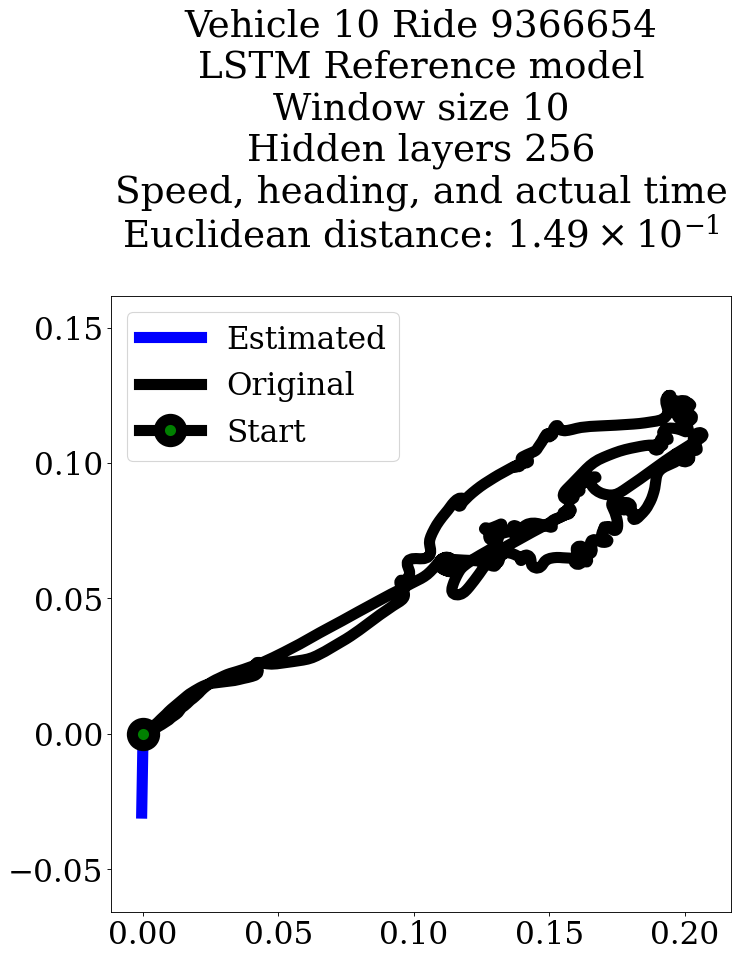 Vehicle 10 Ride 9366654
LSTM Reference model
Window size 10
Hidden layers 256
Speed, heading, and actual time
Euclidean distance: 1.49 × 10⁻¹
Estimated
Original
Start
0.15
0.10
0.05
0.00
−0.05
0.00 0.05 0.10 0.15 0.20